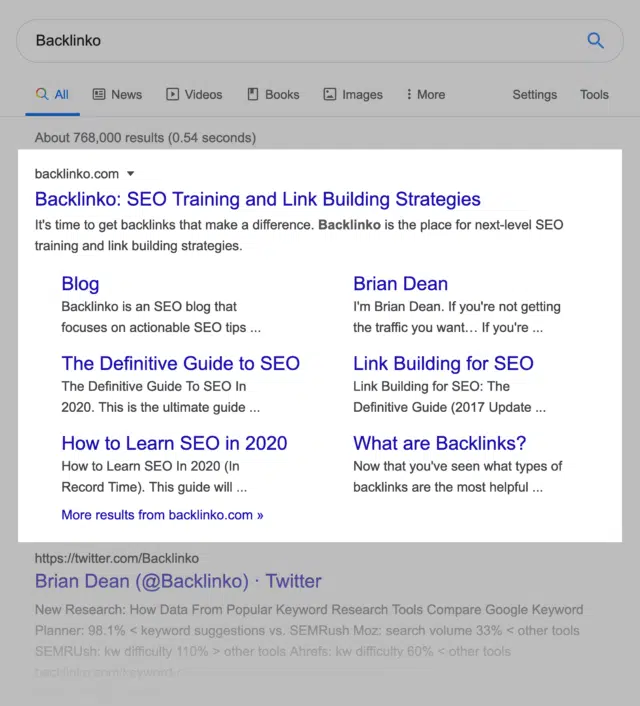 Backlinko
All News Videos Books Images More Settings Tools
About 768,000 results (0.54 seconds)
backlinko.com
Backlinko: SEO Training and Link Building Strategies
It's time to get backlinks that make a difference. Backlinko is the place for next-level SEO
training and link building strategies.
Blog
Backlinko is an SEO blog that
focuses on actionable SEO tips ...
Brian Dean
I'm Brian Dean. If you're not getting
the traffic you want… If you're ...
The Definitive Guide to SEO
The Definitive Guide To SEO In
2020. This is the ultimate guide ...
Link Building for SEO
Link Building for SEO: The
Definitive Guide (2017 Update ...
How to Learn SEO in 2020
How to Learn SEO In 2020 (In
Record Time). This guide will ...
What are Backlinks?
Now that you've seen what types of
backlinks are the most helpful ...
More results from backlinko.com »
https://twitter.com/Backlinko
Brian Dean (@Backlinko) · Twitter
New Research: How Data From Popular Keyword Research Tools Compare Google Keyword
Planner: 98.1% < keyword suggestions vs. SEMRush Moz: search volume 33% < other tools
SEMRUsh: kw difficulty 110% > other tools Ahrefs: kw difficulty 60% < other tools